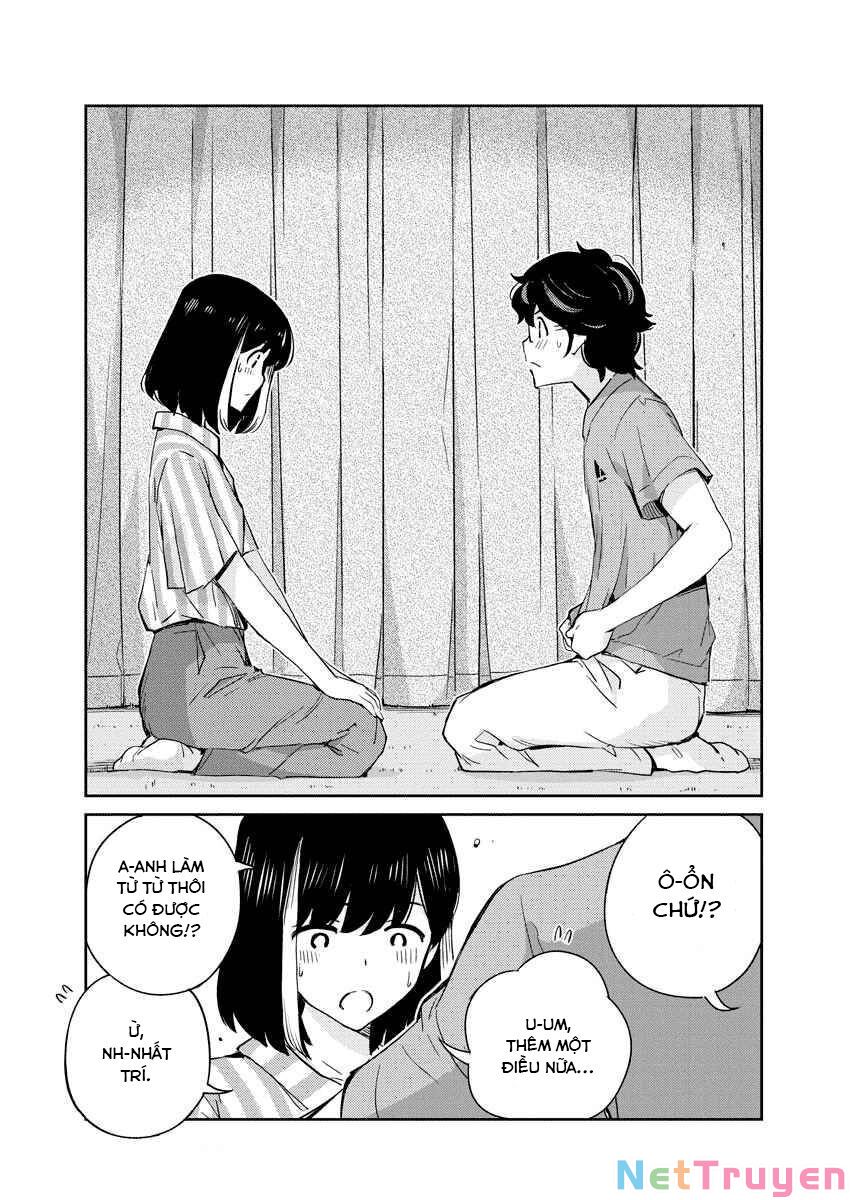 Ô-ỔN
CHỨ!?
U-UM,
THÊM MỘT
ĐIỀU NỮA...
A-ANH LÀM
TỪ TỪ THÔI
CÓ ĐƯỢC
KHÔNG!?
Ừ,
NH-NHẤT
TRÍ.
NetTruyen